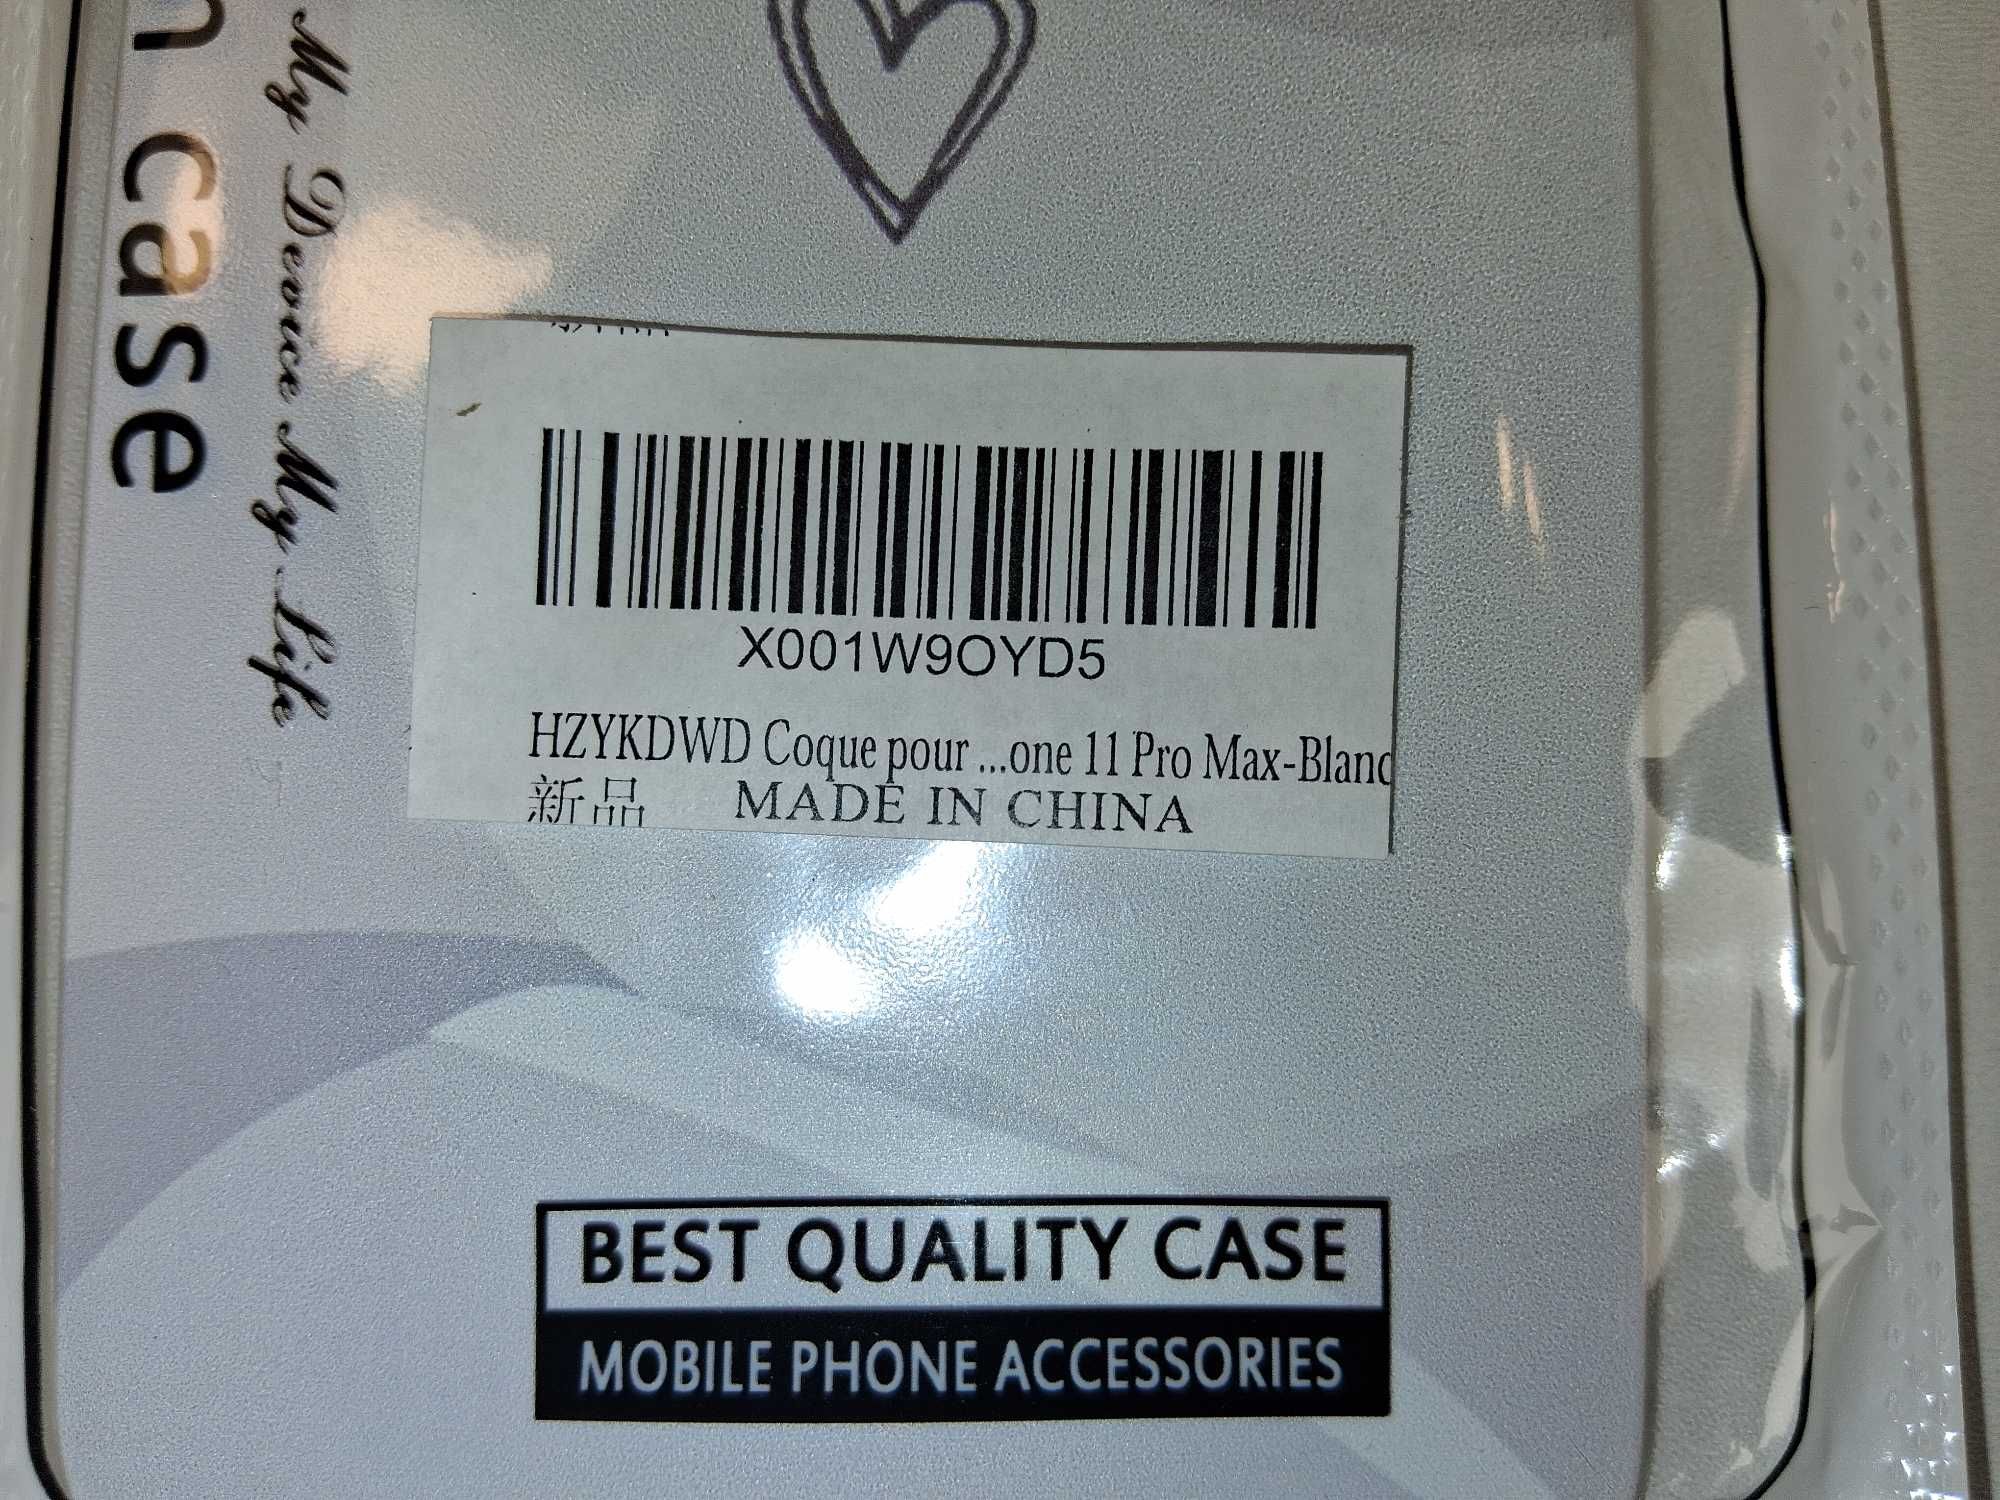 n case
My Device My Life
X001W9OYD5
HZYKDWD Coque pour ...one 11 Pro Max-Blanc
新品 MADE IN CHINA
BEST QUALITY CASE
MOBILE PHONE ACCESSORIES